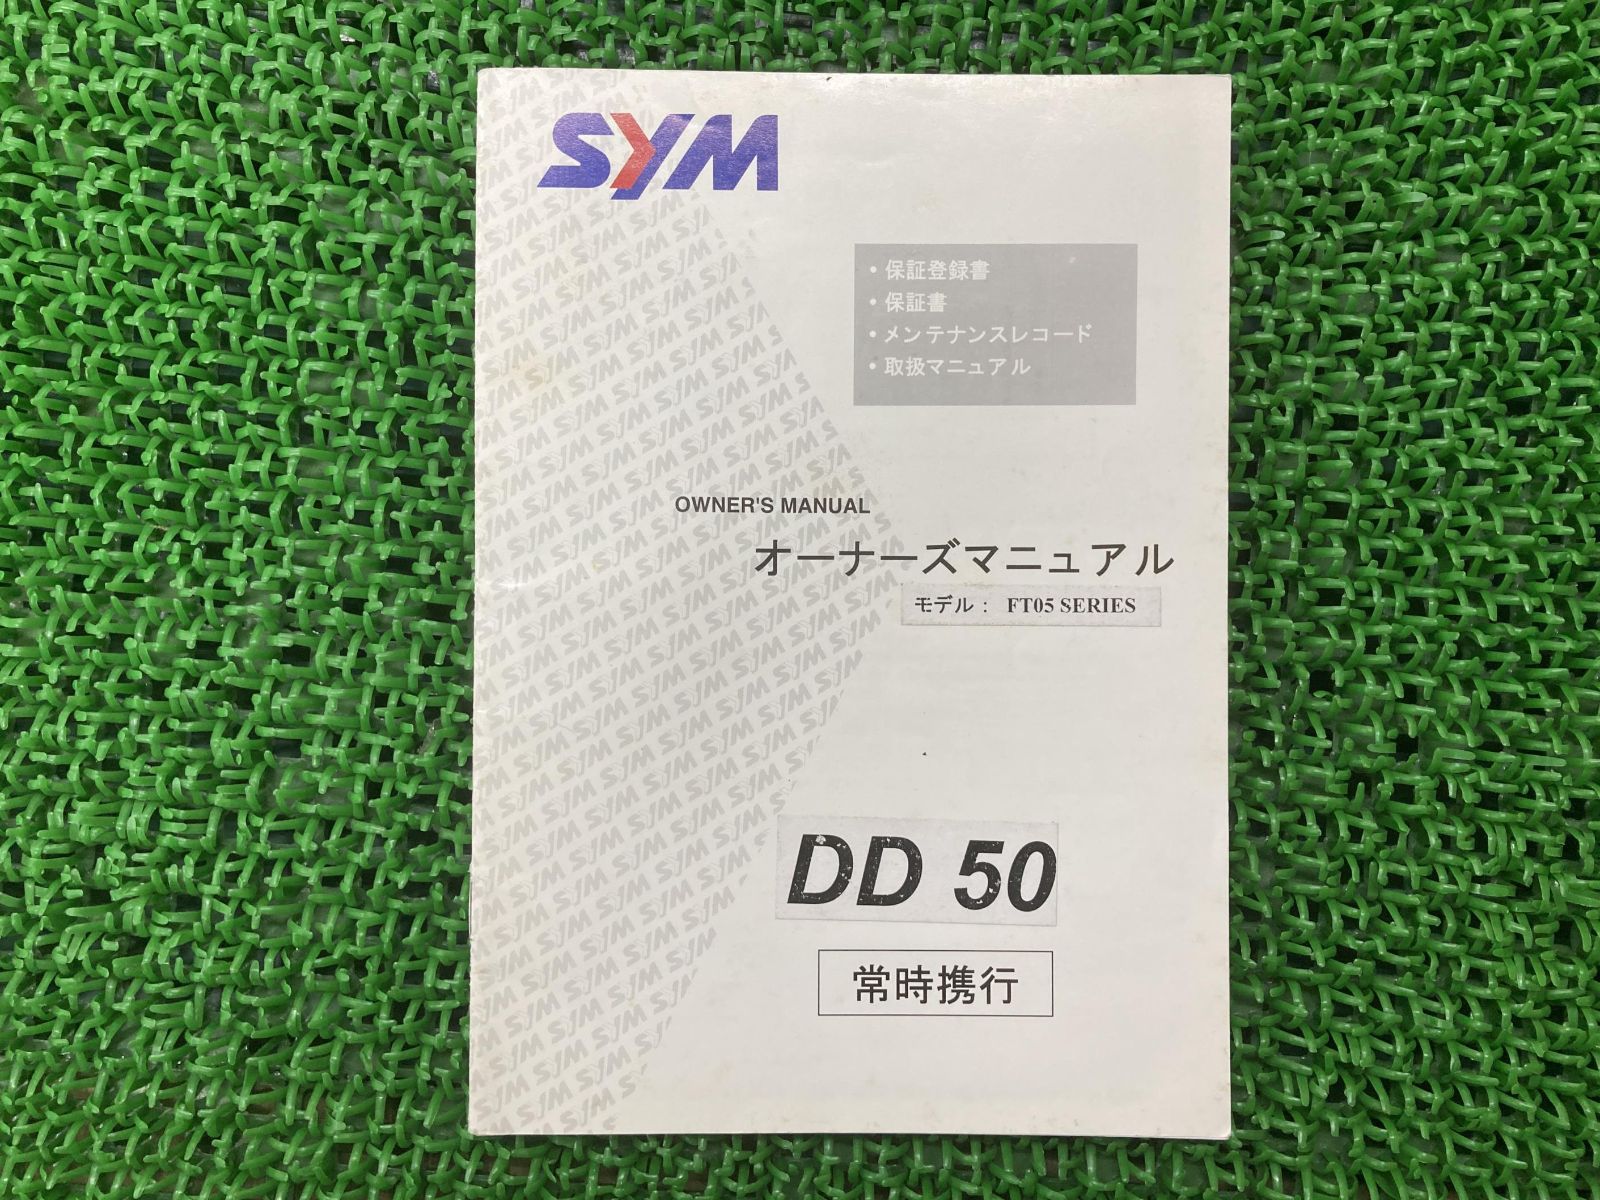 SYM
・保証登録書
・保証書
・メンテナンスレコード
・取扱マニュアル
OWNER'S MANUAL
オーナーズマニュアル
モデル： FT05 SERIES
DD 50
常時携行